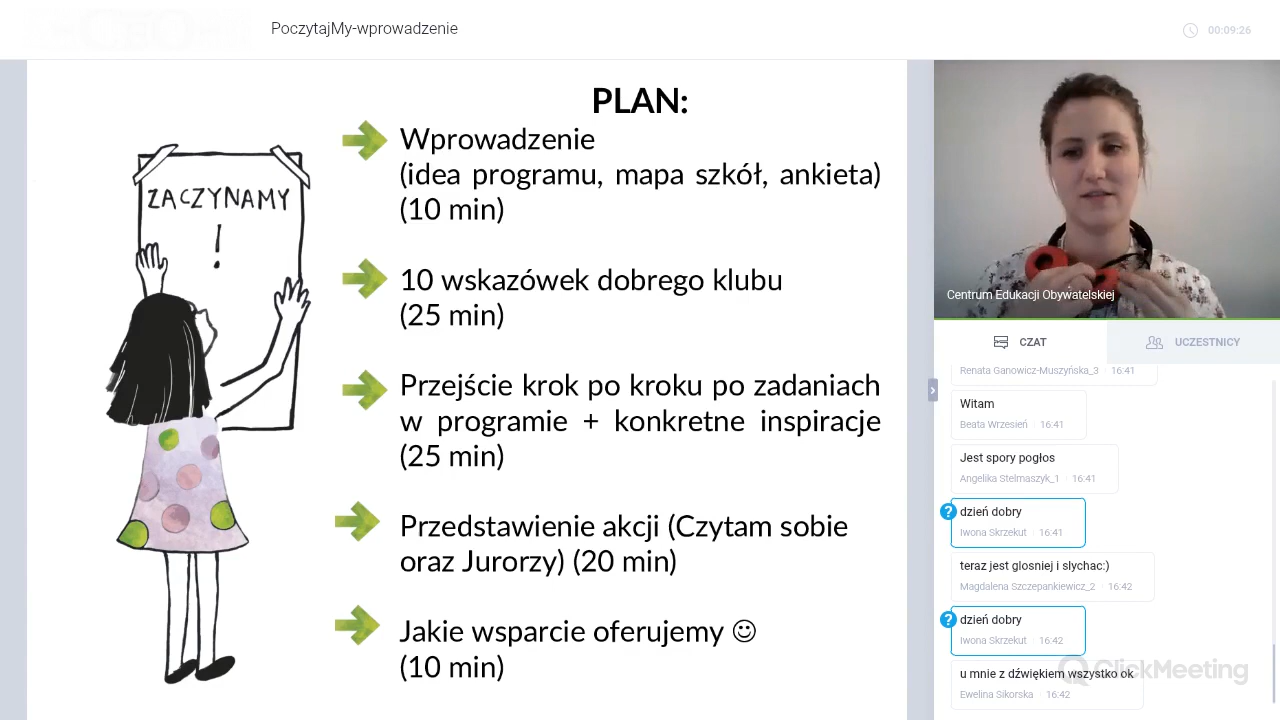 PoczytajMy-wprowadzenie
00:09:26
PLAN:
Wprowadzenie
(idea programu, mapa szkół, ankieta)
(10 min)
10 wskazówek dobrego klubu
(25 min)
Przejście krok po kroku po zadaniach
w programie + konkretne inspiracje
(25 min)
Przedstawienie akcji (Czytam sobie
oraz Jurorzy) (20 min)
Jakie wsparcie oferujemy ☺
(10 min)
ZACZYNAMY
!
Centrum Edukacji Obywatelskiej
CZAT
UCZESTNICY
Renata Ganowicz-Muszyńska_3 16:41
Witam
Beata Wrzesień 16:41
Jest spory pogłos
Angelika Stelmaszyk_1 16:41
? dzień dobry
Iwona Skrzekut 16:41
teraz jest glosniej i slychac:)
Magdalena Szczepankiewicz_2 16:42
? dzień dobry
Iwona Skrzekut 16:42
u mnie z dźwiękiem wszystko ok
Ewelina Sikorska 16:42
ClickMeeting